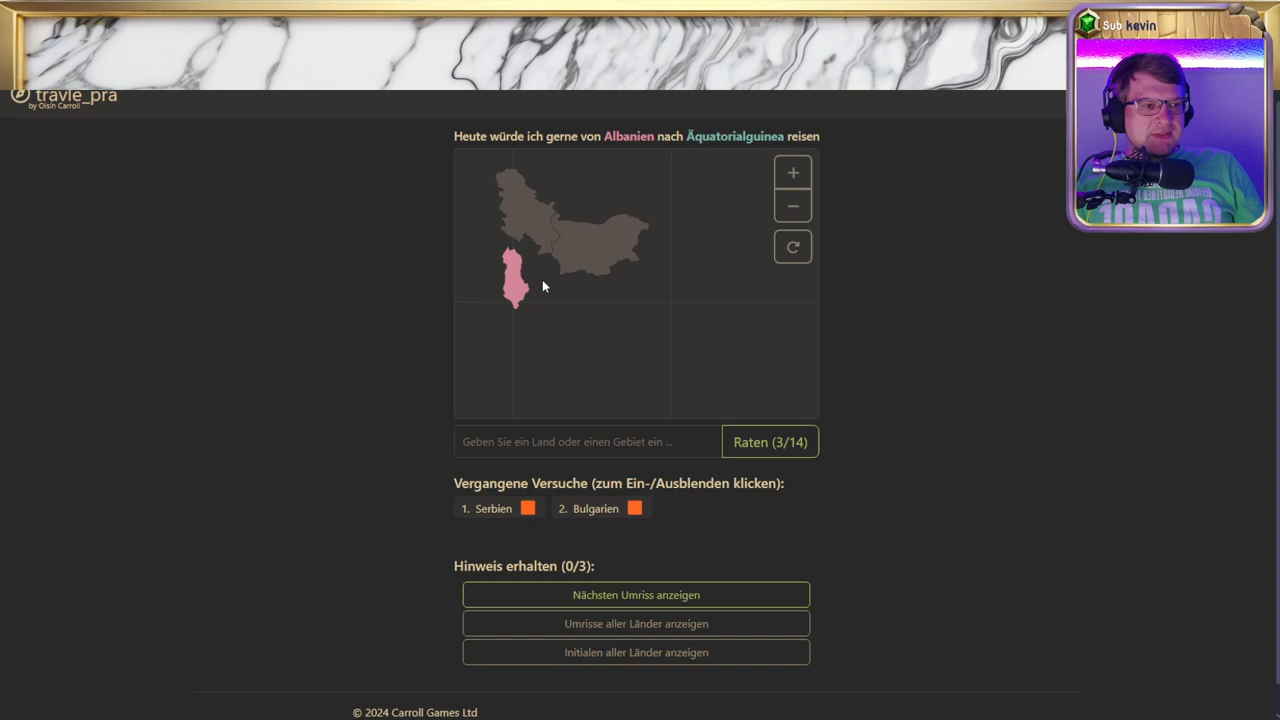 Sub kevin
travle_pra
by Oisín Carroll
Heute würde ich gerne von Albanien nach Äquatorialguinea reisen
+
−
Geben Sie ein Land oder einen Gebiet ein ...
Raten (3/14)
Vergangene Versuche (zum Ein-/Ausblenden klicken):
1. Serbien
2. Bulgarien
Hinweis erhalten (0/3):
Nächsten Umriss anzeigen
Umrisse aller Länder anzeigen
Initialen aller Länder anzeigen
© 2024 Carroll Games Ltd